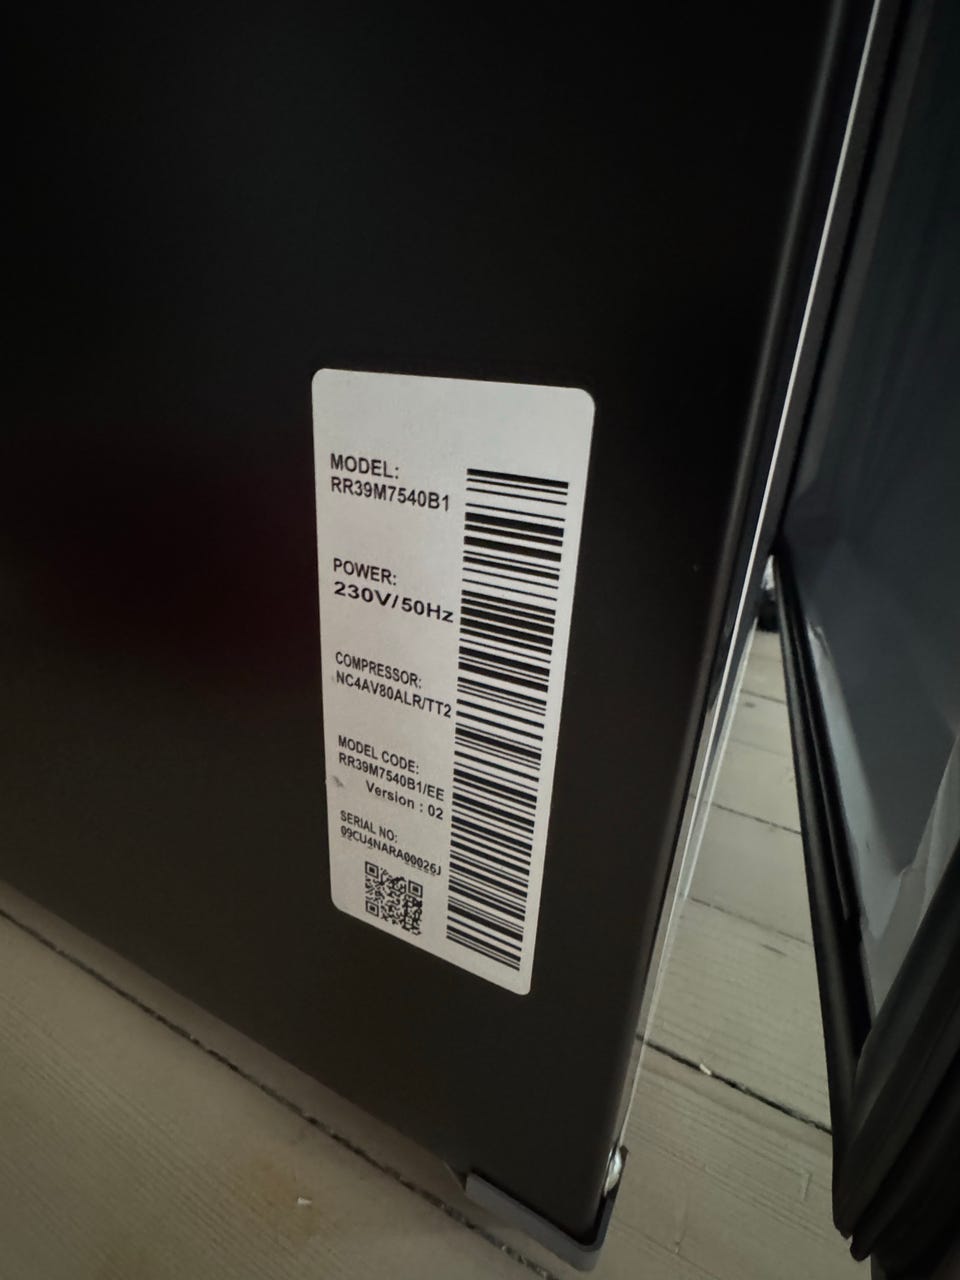 MODEL:
RR39M7540B1
POWER:
230V/50Hz
COMPRESSOR:
NC4AV80ALR/TT2
MODEL CODE:
RR39M7540B1/EE
Version : 02
SERIAL NO:
09CU4NARA00026J